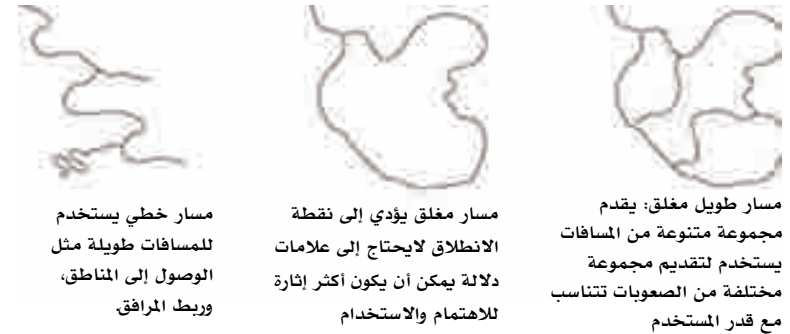 مسار طويل مغلق: يقدم
مجموعة متنوعة من المسافات
يستخدم لتقديم مجموعة
مختلفة من الصعوبات تتناسب
مع قدر المستخدم
مسار مغلق يؤدي إلى نقطة
الانطلاق لايحتاج إلى علامات
دلالة يمكن أن يكون أكثر إثارة
للاهتمام والاستخدام
مسار خطي يستخدم
للمسافات طويلة مثل
الوصول إلى المناطق،
وربط المرافق